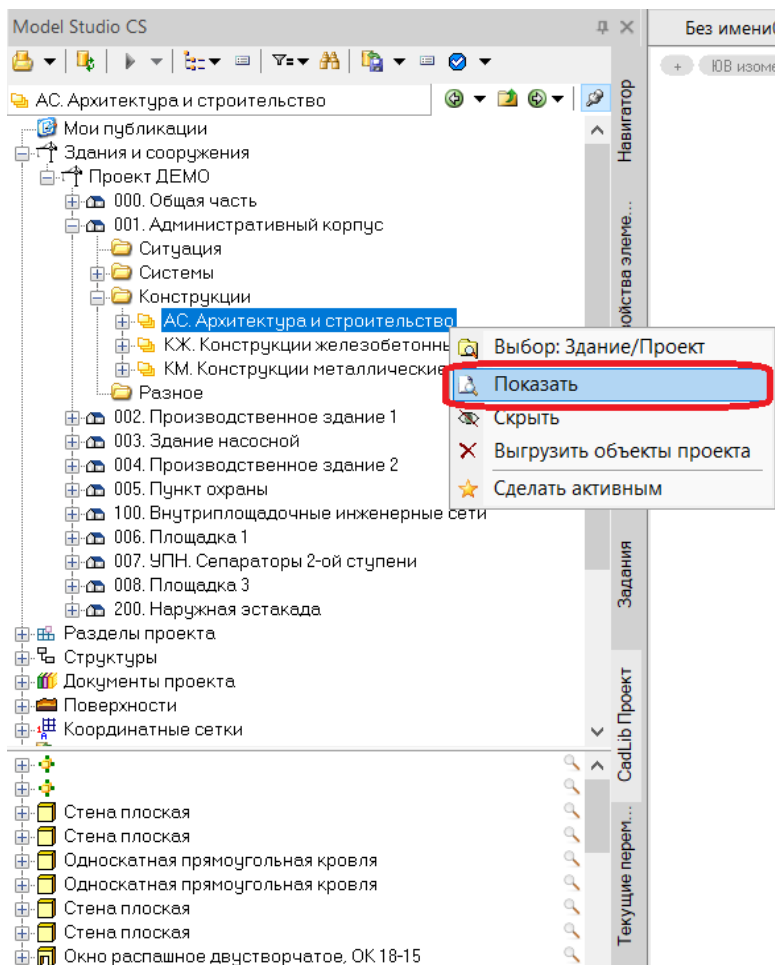 Model Studio CS
Без имени
АС. Архитектура и строительство
ЮВ изоме
Мои публикации
Здания и сооружения
Проект ДЕМО
000. Общая часть
001. Административный корпус
Ситуация
Системы
Конструкции
АС. Архитектура и строительство
КЖ. Конструкции железобетонны
КМ. Конструкции металлические
Разное
002. Производственное здание 1
003. Здание насосной
004. Производственное здание 2
005. Пункт охраны
100. Внутриплощадочные инженерные сети
006. Площадка 1
007. УПН. Сепараторы 2-ой ступени
008. Площадка 3
200. Наружная эстакада
Разделы проекта
Структуры
Документы проекта
Поверхности
Координатные сетки
Выбор: Здание/Проект
Показать
Скрыть
Выгрузить объекты проекта
Сделать активным
Навигатор
ойства элеме...
Задания
CadLib Проект
Текущие перем...
Стена плоская
Стена плоская
Односкатная прямоугольная кровля
Односкатная прямоугольная кровля
Стена плоская
Стена плоская
Окно распашное двустворчатое, ОК 18-15